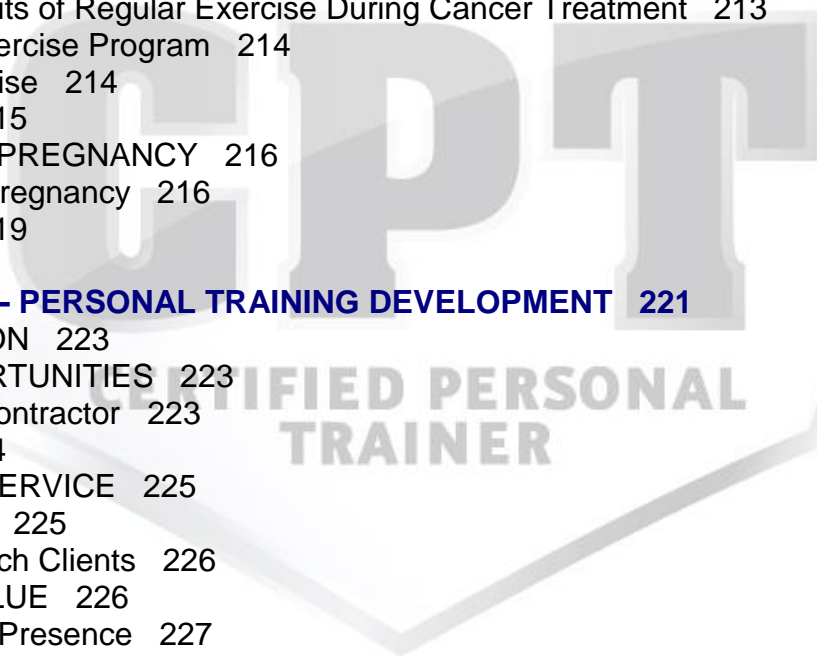 its of Regular Exercise During Cancer Treatment 213
ercise Program 214
ise 214
15
PREGNANCY 216
regnancy 216
19
- PERSONAL TRAINING DEVELOPMENT 221
ON 223
RTUNITIES 223
ontractor 223
4
ERVICE 225
225
ch Clients 226
LUE 226
Presence 227
CPT
CERTIFIED PERSONAL
TRAINER